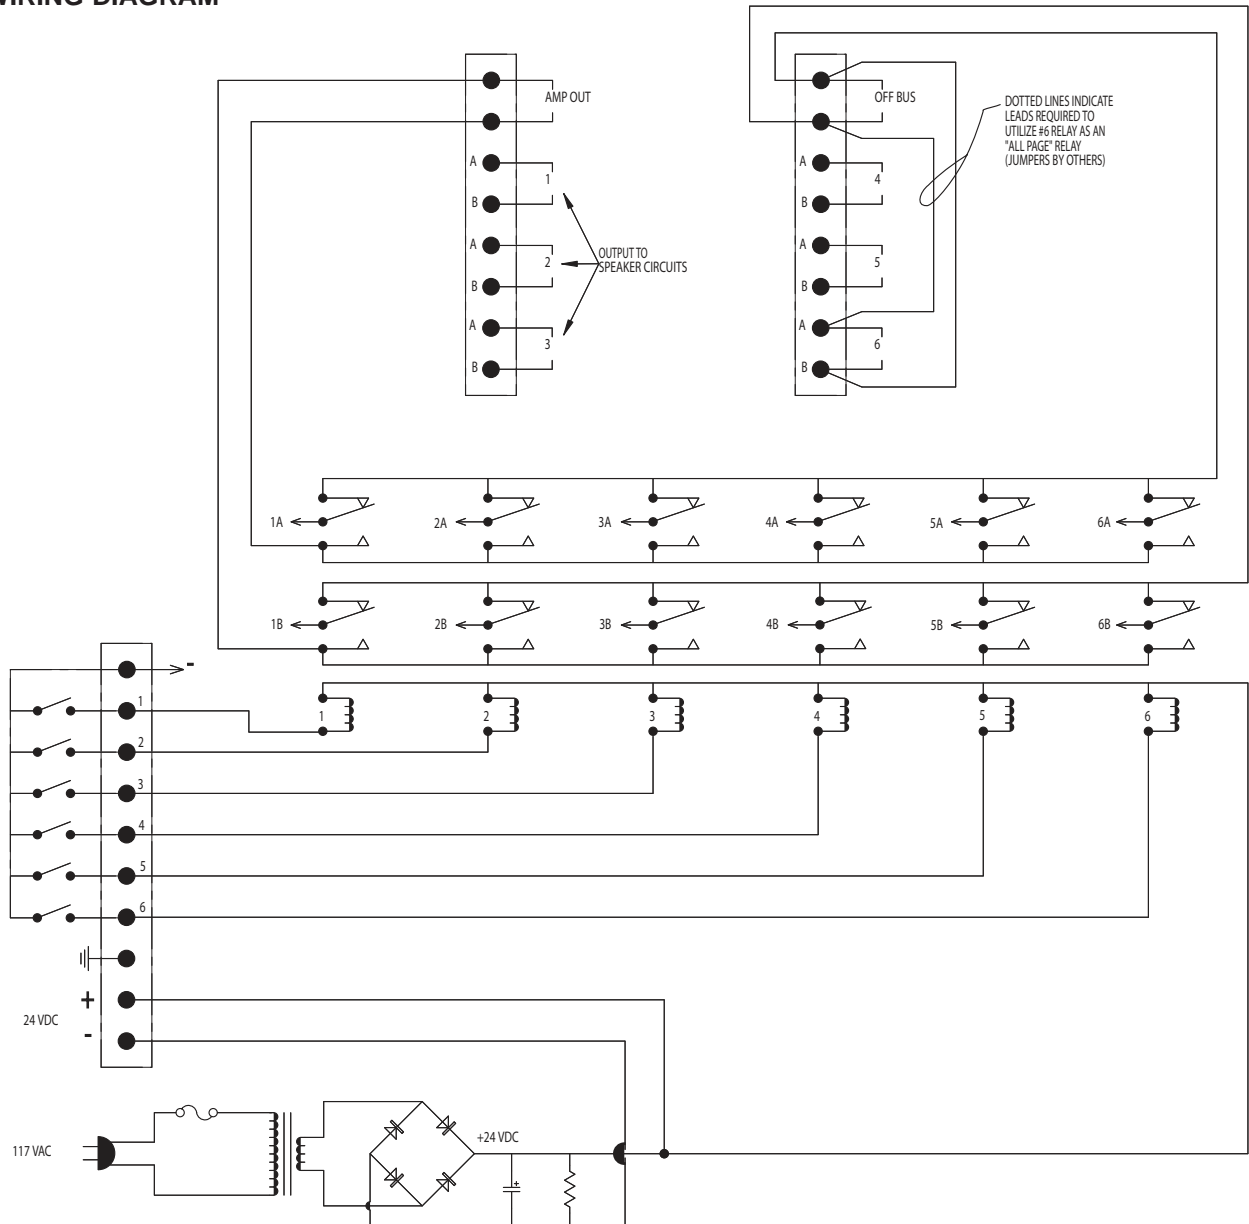 WIRING DIAGRAM
AMP OUT
A
1
B
A
2
B
A
3
B
OUTPUT TO
SPEAKER CIRCUITS
OFF BUS
A
4
B
A
5
B
A
6
B
DOTTED LINES INDICATE
LEADS REQUIRED TO
UTILIZE #6 RELAY AS AN
"ALL PAGE" RELAY
(JUMPERS BY OTHERS)
1A
2A
3A
4A
5A
6A
1B
2B
3B
4B
5B
6B
1
2
3
4
5
6
-
1
2
3
4
5
6
+
24 VDC
-
117 VAC
+24 VDC
+